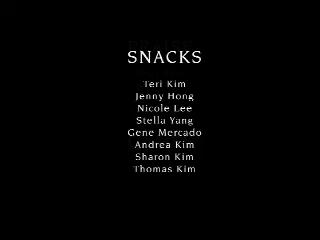 SNACKS
Teri Kim
Jenny Hong
Nicole Lee
Stella Yang
Gene Mercado
Andrea Kim
Sharon Kim
Thomas Kim